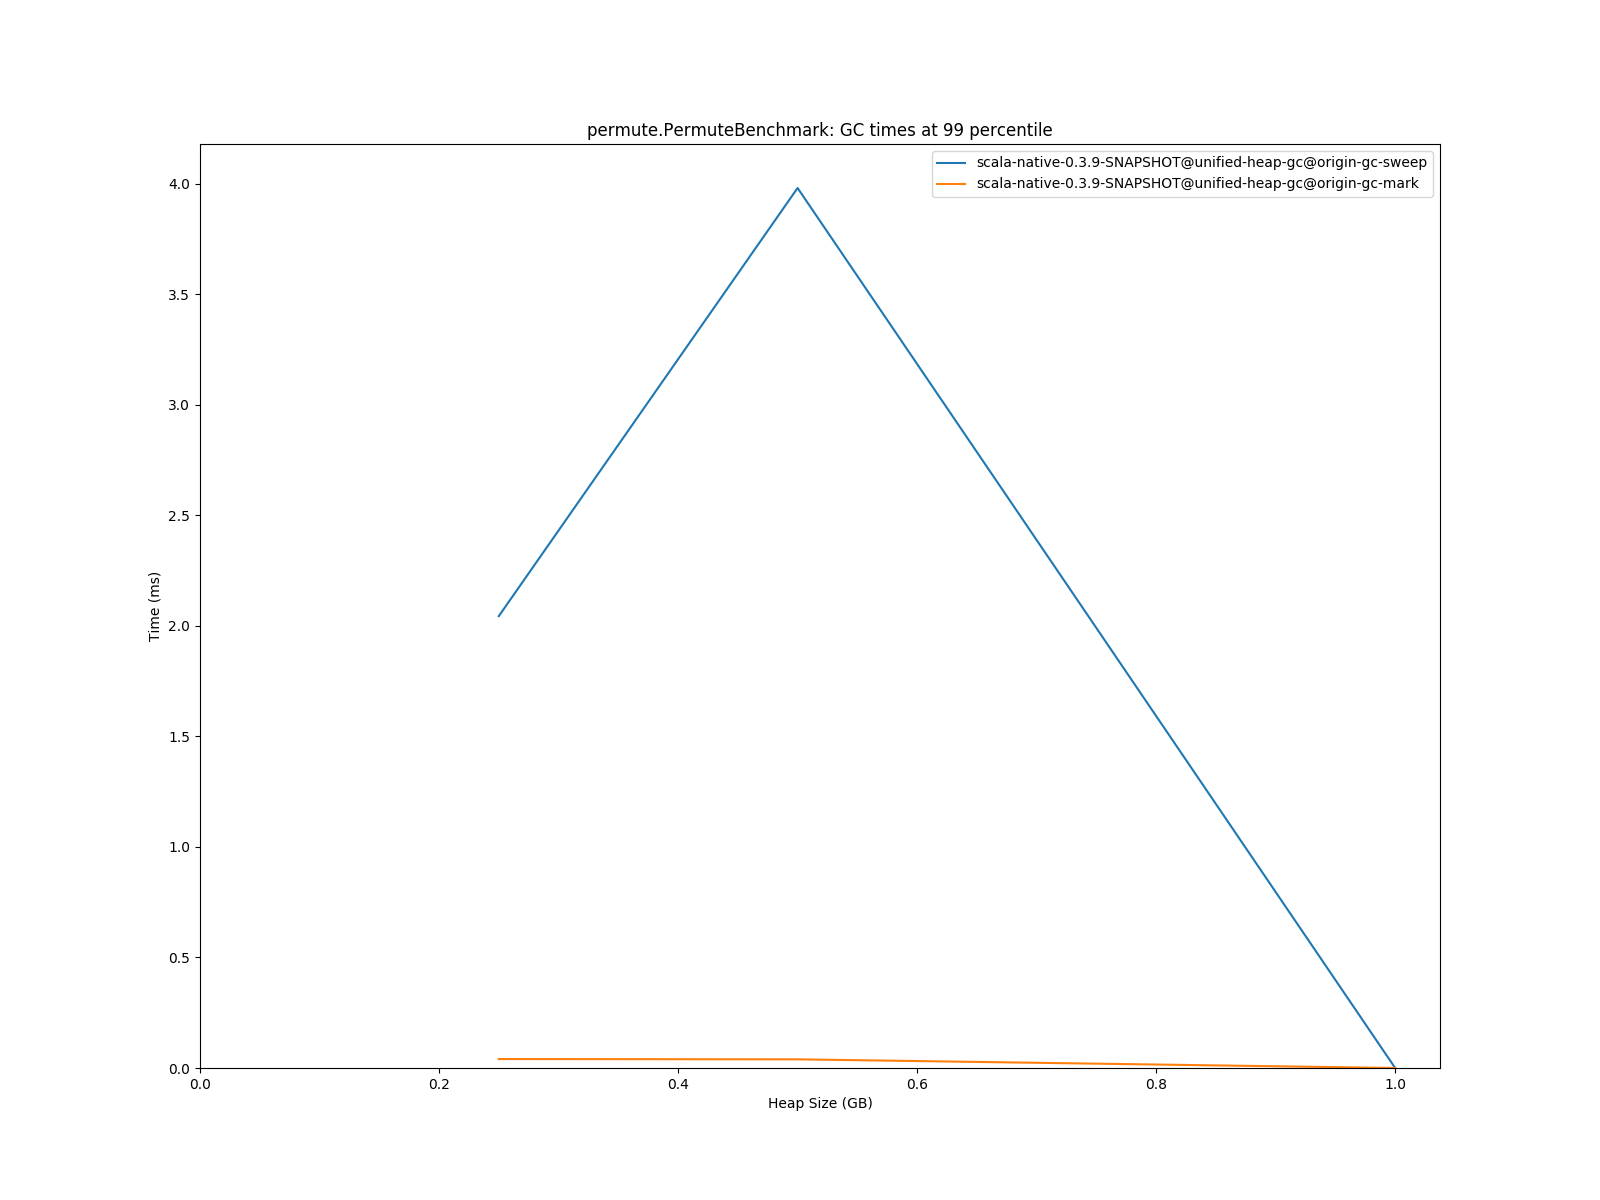 permute.PermuteBenchmark: GC times at 99 percentile
scala-native-0.3.9-SNAPSHOT@unified-heap-gc@origin-gc-sweep
scala-native-0.3.9-SNAPSHOT@unified-heap-gc@origin-gc-mark
4.0
3.5
3.0
2.5
2.0
1.5
1.0
0.5
0.0
Time (ms)
0.0 0.2 0.4 0.6 0.8 1.0
Heap Size (GB)